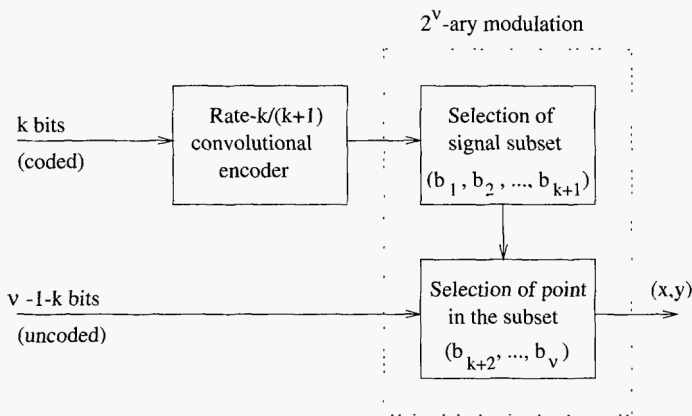 2^ν-ary modulation
k bits
(coded)
Rate-k/(k+1)
convolutional
encoder
Selection of
signal subset
(b_1, b_2, ..., b_{k+1})
ν -1-k bits
(uncoded)
Selection of point
in the subset
(b_{k+2}, ..., b_ν)
(x,y)